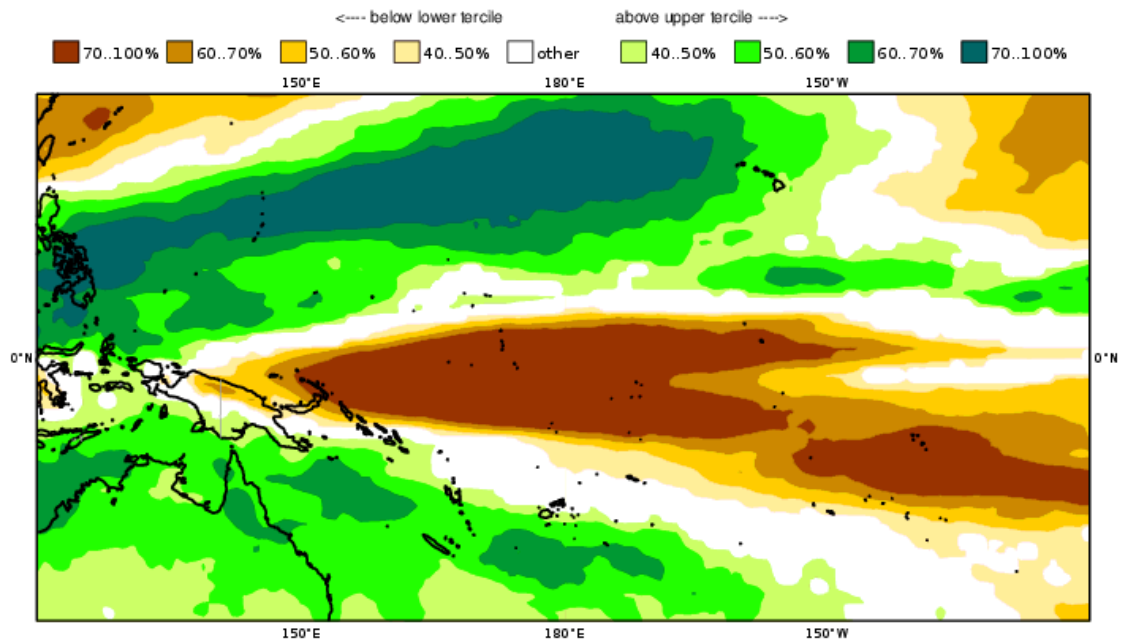 <---- below lower tercile above upper tercile ---->
70..100% 60..70% 50..60% 40..50% other 40..50% 50..60% 60..70% 70..100%
150°E 180°E 150°W
0°N 0°N
150°E 180°E 150°W